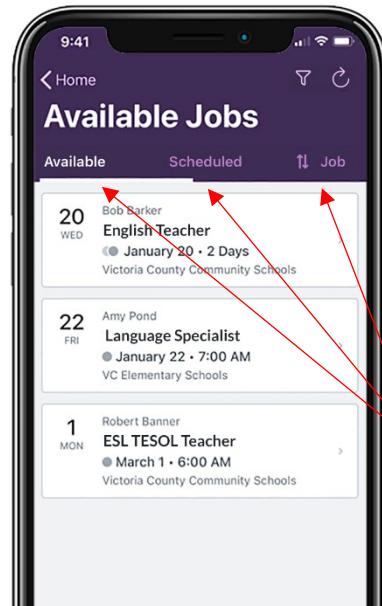 9:41
Home
Available Jobs
Available Scheduled Job
20 Bob Barker
WED English Teacher
January 20 • 2 Days
Victoria County Community Schools
22 Amy Pond
FRI Language Specialist
January 22 • 7:00 AM
VC Elementary Schools
1 Robert Banner
MON ESL TESOL Teacher
March 1 • 6:00 AM
Victoria County Community Schools